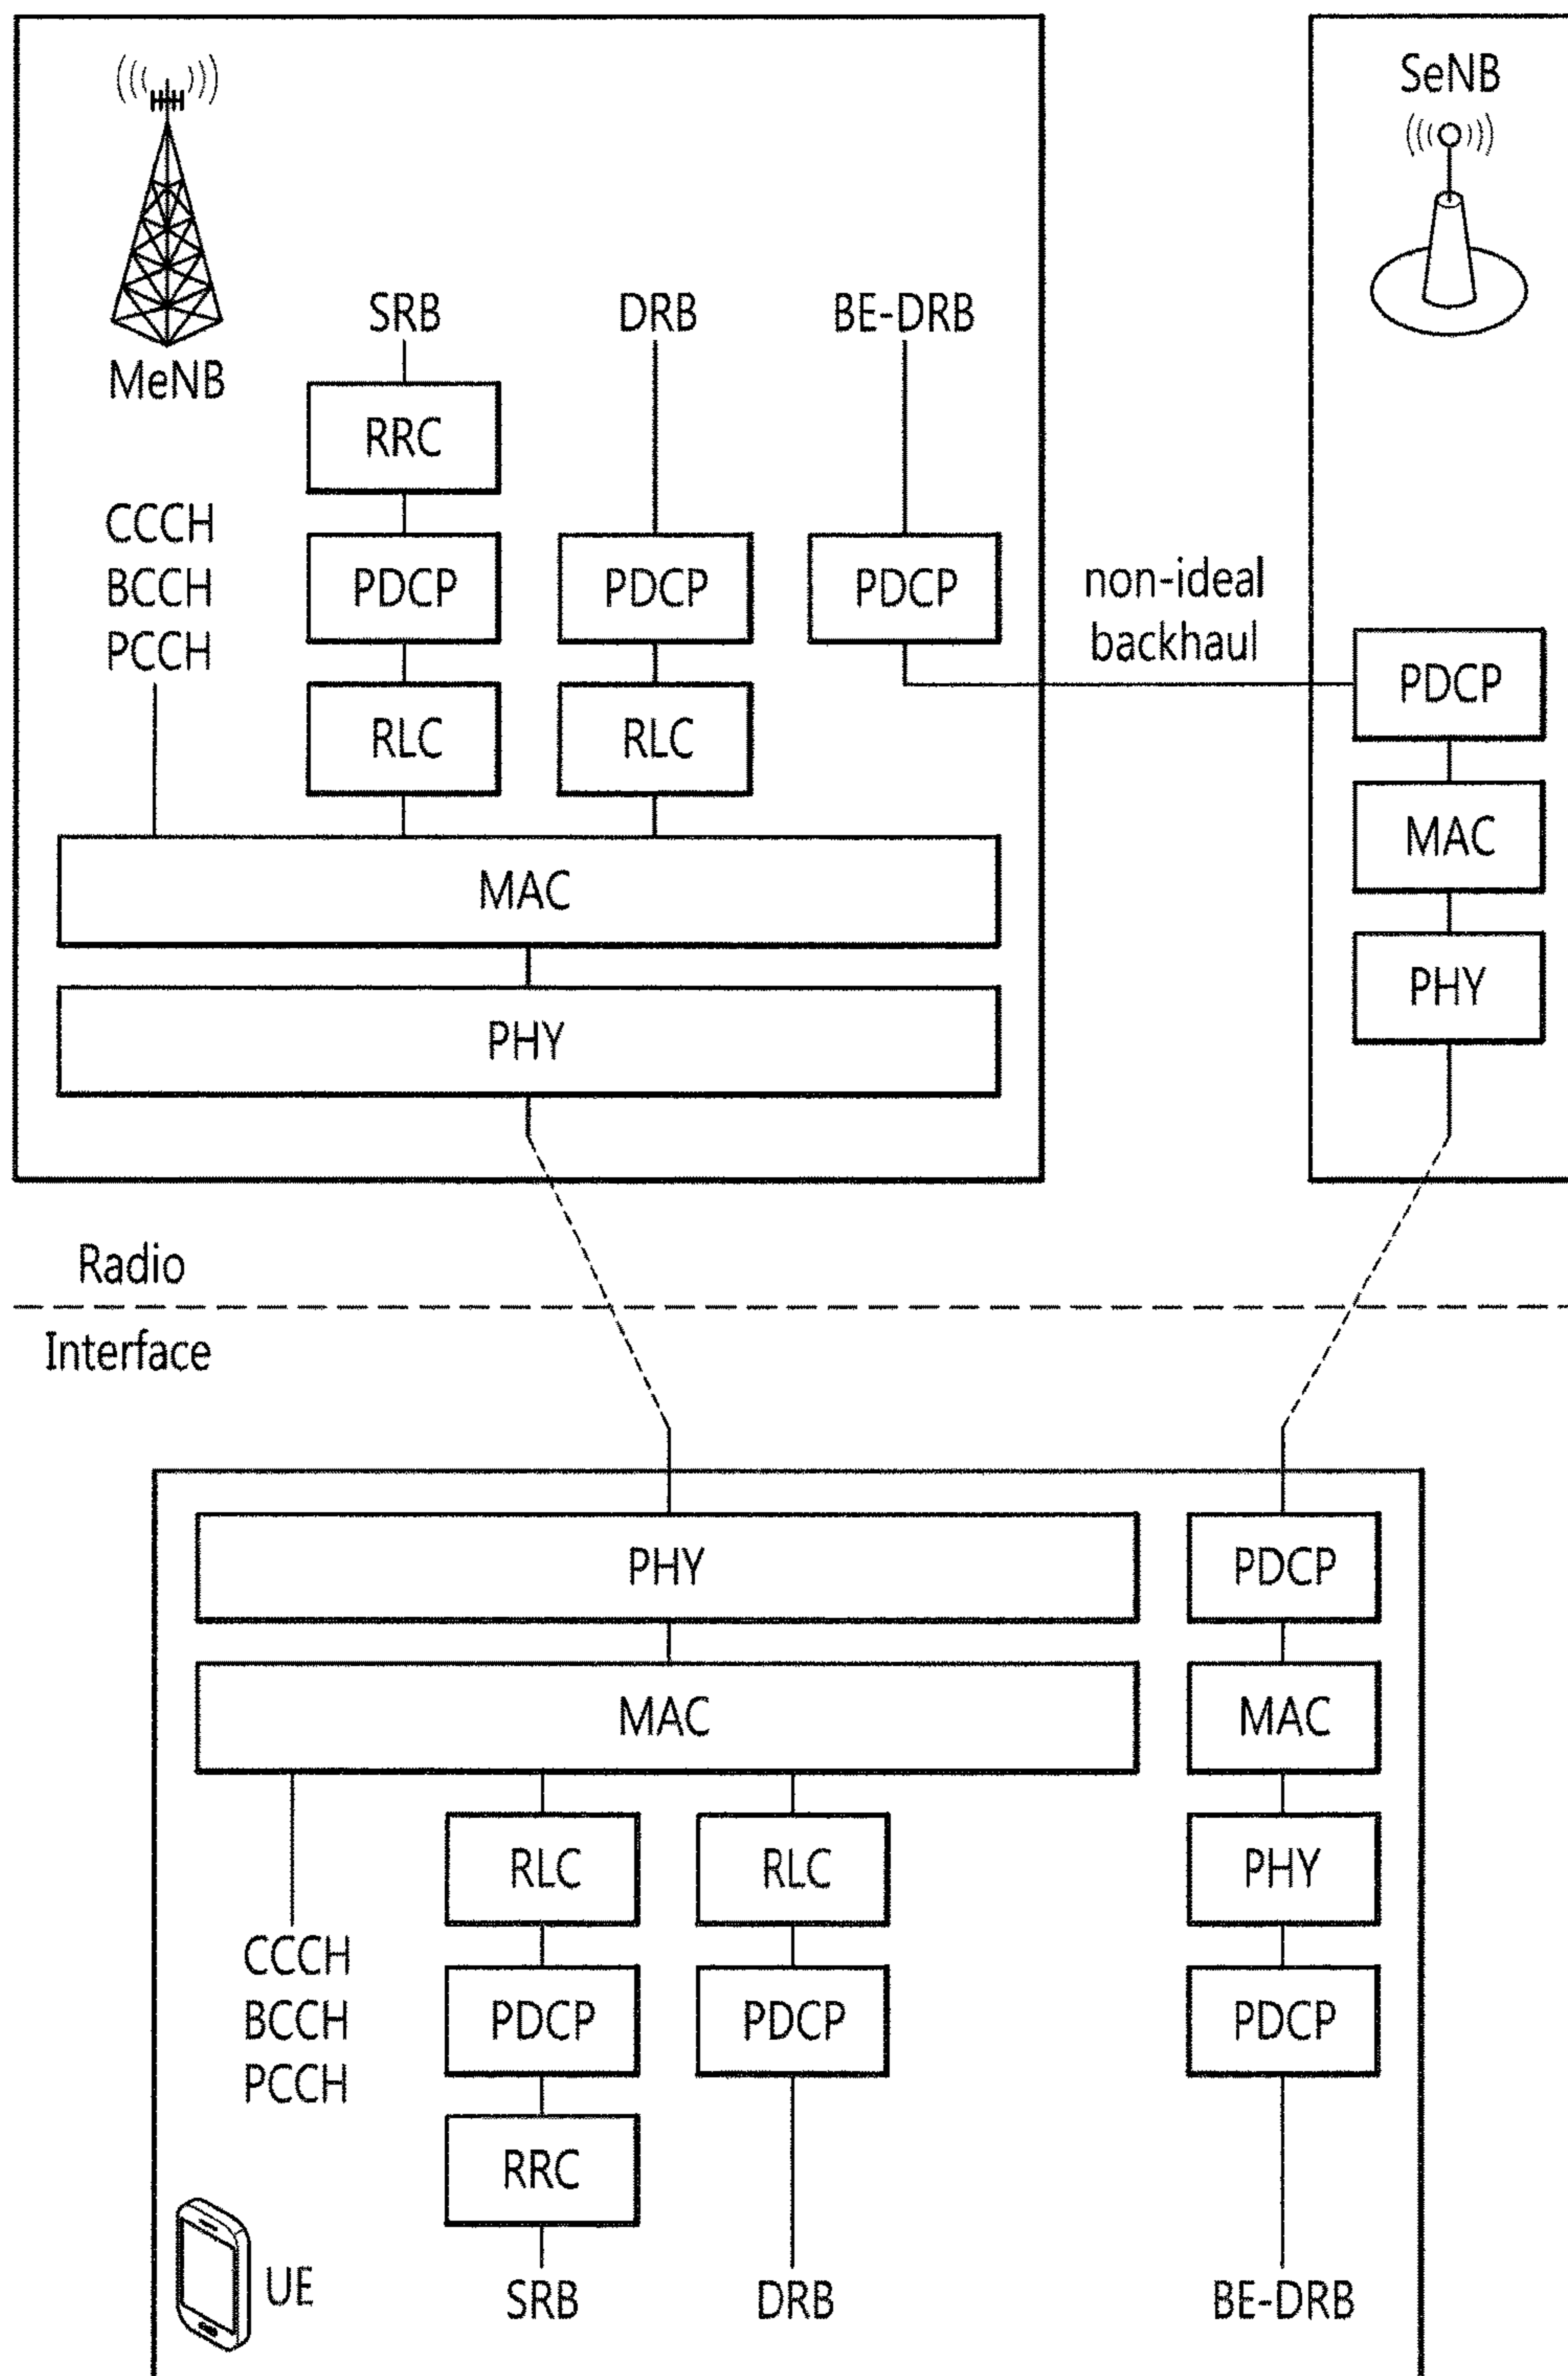 SeNB
MeNB
SRB
DRB
BE-DRB
RRC
CCCH
BCCH
PCCH
PDCP
PDCP
PDCP
non-ideal
backhaul
RLC
RLC
PDCP
MAC
MAC
PHY
PHY
Radio
Interface
PHY
PDCP
MAC
MAC
RLC
RLC
PHY
CCCH
BCCH
PCCH
PDCP
PDCP
PDCP
RRC
UE
SRB
DRB
BE-DRB